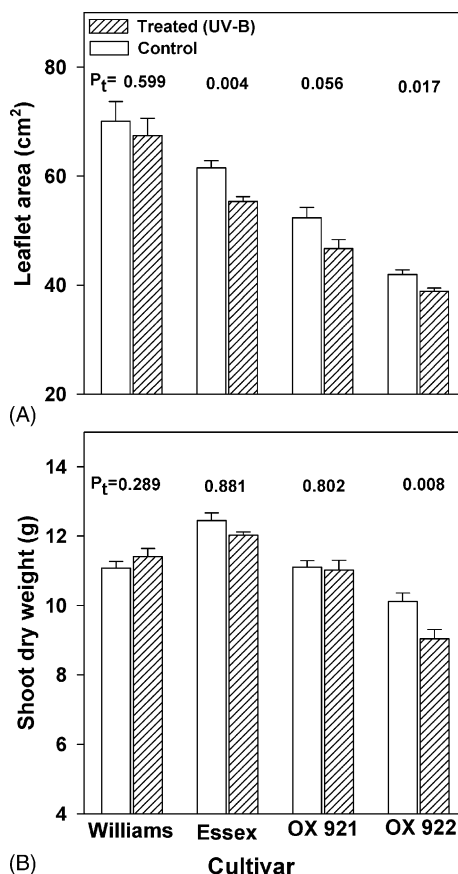 Treated (UV-B)
Control
Pt= 0.599 0.004 0.056 0.017
80
60
40
20
Leaflet area (cm²)
(A)
Pt=0.289 0.881 0.802 0.008
14
12
10
8
6
4
Shoot dry weight (g)
Williams Essex OX 921 OX 922
(B) Cultivar